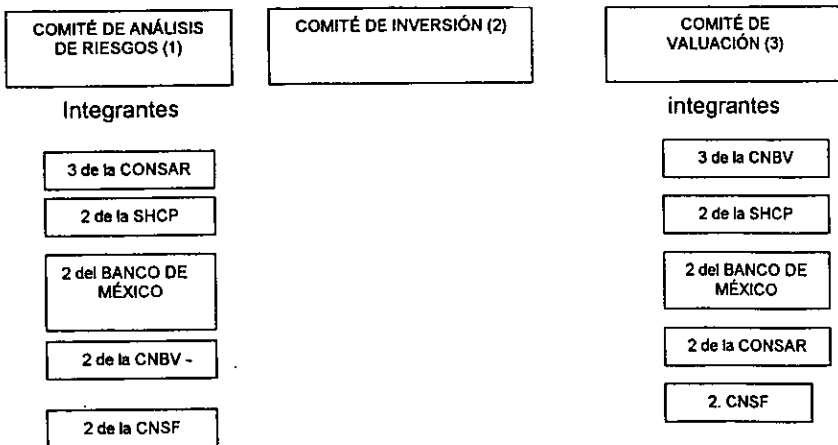 COMITÉ DE ANÁLISIS
DE RIESGOS (1)
COMITÉ DE INVERSIÓN (2)
COMITÉ DE
VALUACIÓN (3)
Integrantes
3 de la CONSAR
2 de la SHCP
2 del BANCO DE
MÉXICO
2 de la CNBV -
2 de la CNSF
integrantes
3 de la CNBV
2 de la SHCP
2 del BANCO DE
MÉXICO
2 de la CONSAR
2. CNSF